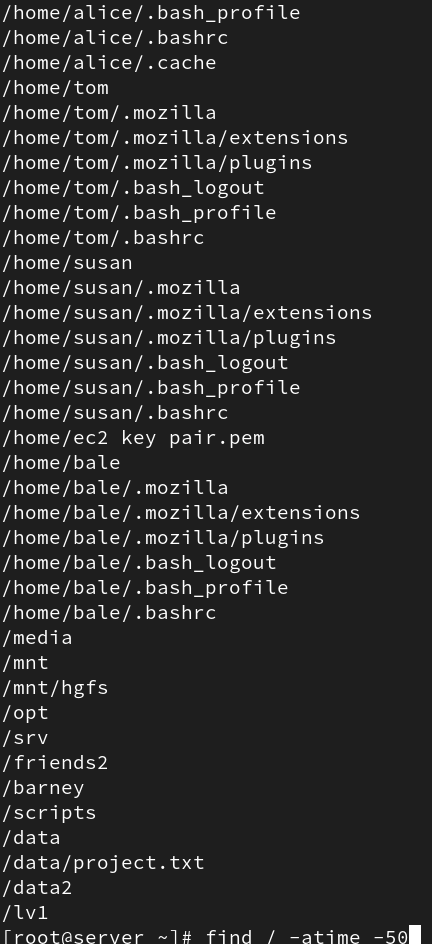 /home/alice/.bash_profile
/home/alice/.bashrc
/home/alice/.cache
/home/tom
/home/tom/.mozilla
/home/tom/.mozilla/extensions
/home/tom/.mozilla/plugins
/home/tom/.bash_logout
/home/tom/.bash_profile
/home/tom/.bashrc
/home/susan
/home/susan/.mozilla
/home/susan/.mozilla/extensions
/home/susan/.mozilla/plugins
/home/susan/.bash_logout
/home/susan/.bash_profile
/home/susan/.bashrc
/home/ec2 key pair.pem
/home/bale
/home/bale/.mozilla
/home/bale/.mozilla/extensions
/home/bale/.mozilla/plugins
/home/bale/.bash_logout
/home/bale/.bash_profile
/home/bale/.bashrc
/media
/mnt
/mnt/hgfs
/opt
/srv
/friends2
/barney
/scripts
/data
/data/project.txt
/data2
/lv1
[root@server ~]# find / -atime -50